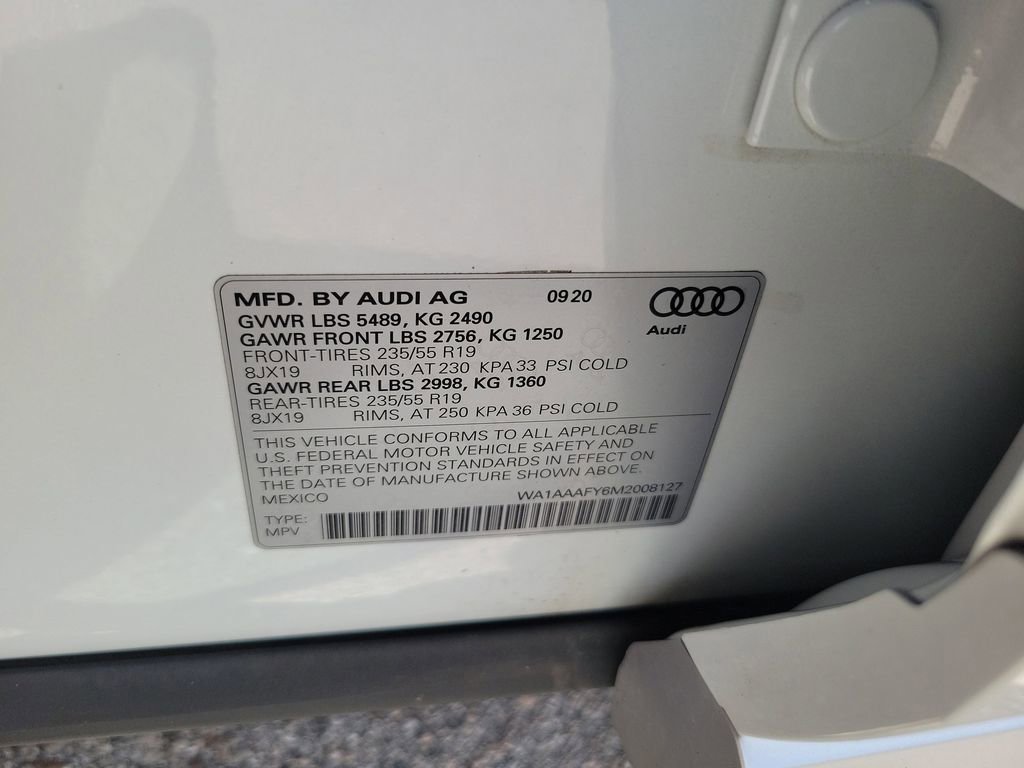 MFD. BY AUDI AG 0920
Audi
GVWR LBS 5489, KG 2490
GAWR FRONT LBS 2756, KG 1250
FRONT-TIRES 235/55 R19
8JX19 RIMS, AT 230 KPA 33 PSI COLD
GAWR REAR LBS 2998, KG 1360
REAR-TIRES 235/55 R19
8JX19 RIMS, AT 250 KPA 36 PSI COLD
THIS VEHICLE CONFORMS TO ALL APPLICABLE
U.S. FEDERAL MOTOR VEHICLE SAFETY AND
THEFT PREVENTION STANDARDS IN EFFECT ON
THE DATE OF MANUFACTURE SHOWN ABOVE.
MEXICO WA1AAAFY6M2008127
TYPE:
MPV